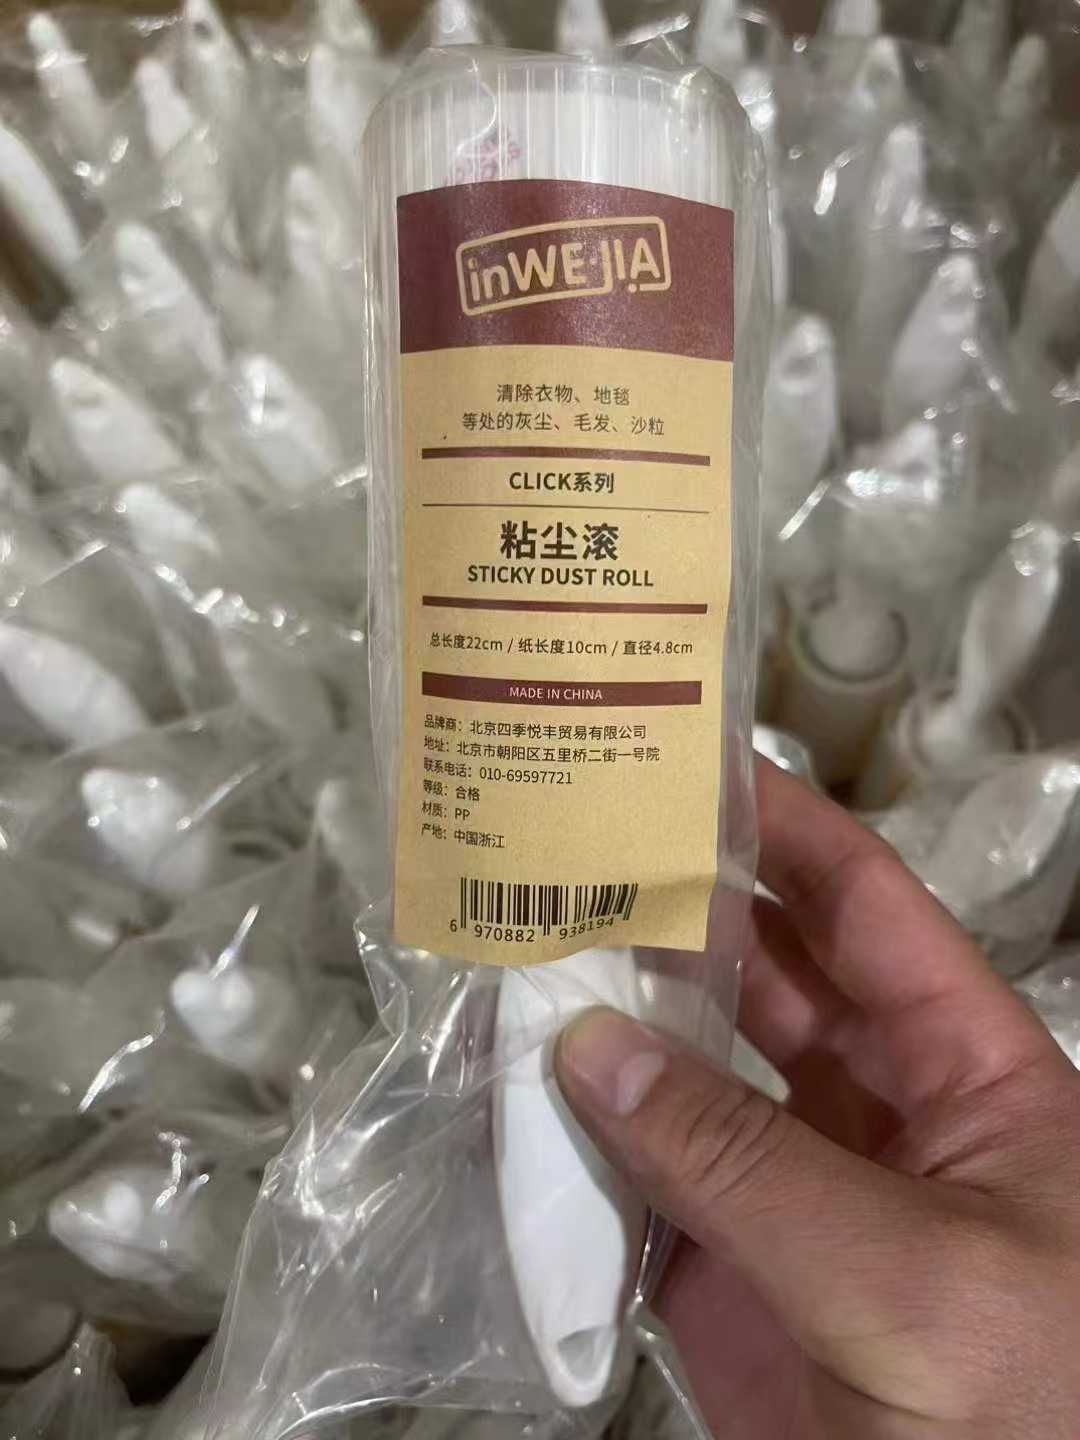 inWE·JIA
清除衣物、地毯
等处的灰尘、毛发、沙粒
CLICK系列
粘尘滚
STICKY DUST ROLL
总长度22cm / 纸长度10cm / 直径4.8cm
MADE IN CHINA
品牌商：北京四季悦丰贸易有限公司
地址：北京市朝阳区五里桥二街一号院
联系电话：010-69597721
等级：合格
材质：PP
产地：中国浙江
6 970882 938194